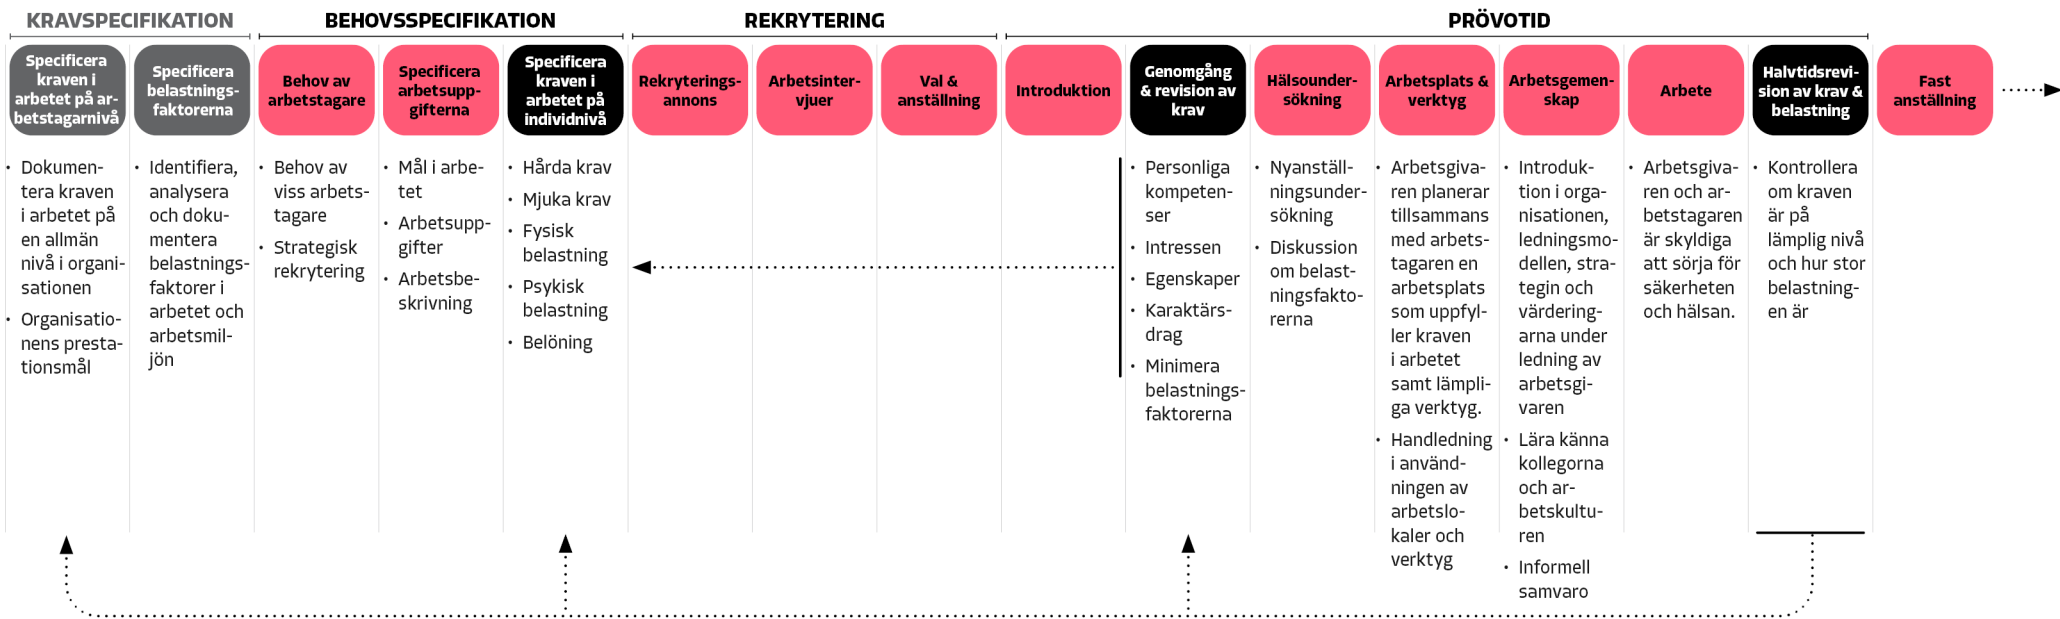 KRAVSPECIFIKATION
BEHOVSSPECIFIKATION
REKRYTERING
PRÖVOTID
Specificera
kraven i
arbetet på ar-
betstagarnivå
Specificera
belastnings-
faktorerna
Behov av
arbetstagare
Specificera
arbetsupp-
gifterna
Specificera
kraven i
arbetet på
individnivå
Rekryterings-
annons
Arbetsinter-
vjuer
Val &
anställning
Introduktion
Genomgång
& revision av
krav
Hälsounder-
sökning
Arbetsplats &
verktyg
Arbetsgemen-
skap
Arbete
Halvtidsrevi-
sion av krav &
belastning
Fast
anställning
• Dokumen-
tera kraven
i arbetet på
en allmän
nivå i organi-
sationen
• Organisatio-
nens presta-
tionsmål
• Identifiera,
analysera
och doku-
mentera
belastnings-
faktorer i
arbetet och
arbetsmil-
jön
• Behov av
viss arbets-
tagare
• Strategisk
rekrytering
• Mål i arbe-
tet
• Arbetsupp-
gifter
• Arbetsbe-
skrivning
• Hårda krav
• Mjuka krav
• Fysisk
belastning
• Psykisk
belastning
• Belöning
• Personliga
kompeten-
ser
• Intressen
• Egenskaper
• Karaktärs-
drag
• Minimera
belastnings-
faktorerna
• Nyanställ-
ningsunder-
sökning
• Diskussion
om belast-
ningsfakto-
rerna
• Arbetsgiva-
ren planerar
tillsammans
med arbets-
tagaren en
arbetsplats
som uppfyl-
ler kraven
i arbetet
samt lämpli-
ga verktyg.
• Handledning
i använd-
ningen av
arbetslo-
kaler och
verktyg
• Introduk-
tion i orga-
nisationen,
ledningsmo-
dellen, stra-
tegin och
värdering-
arna under
ledning av
arbetsgi-
varen
• Lära känna
kollegorna
och ar-
betskultu-
ren
• Informell
samvaro
• Arbetsgiva-
ren och ar-
betstagaren
är skyldiga
att sörja för
säkerheten
och hälsan.
• Kontrollera
om kraven
är på
lämplig nivå
och hur stor
belastning-
en är